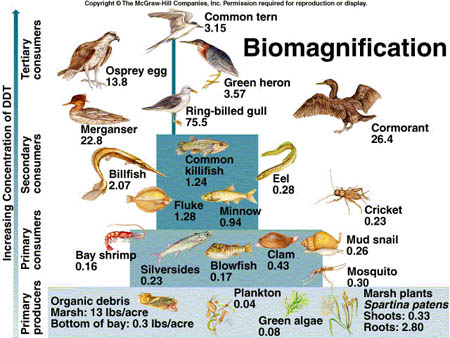 Copyright © The McGraw-Hill Companies, Inc. Permission required for reproduction or display.
Biomagnification
Increasing Concentration of DDT
Tertiary
consumers
Common tern
3.15
Osprey egg
13.8
Green heron
3.57
Ring-billed gull
75.5
Merganser
22.8
Cormorant
26.4
Secondary
consumers
Billfish
2.07
Common
killifish
1.24
Eel
0.28
Fluke
1.28
Minnow
0.94
Cricket
0.23
Primary
consumers
Bay shrimp
0.16
Silversides
0.23
Blowfish
0.17
Clam
0.43
Mud snail
0.26
Mosquito
0.30
Primary
producers
Organic debris
Marsh: 13 lbs/acre
Bottom of bay: 0.3 lbs/acre
Plankton
0.04
Green algae
0.08
Marsh plants
Spartina patens
Shoots: 0.33
Roots: 2.80